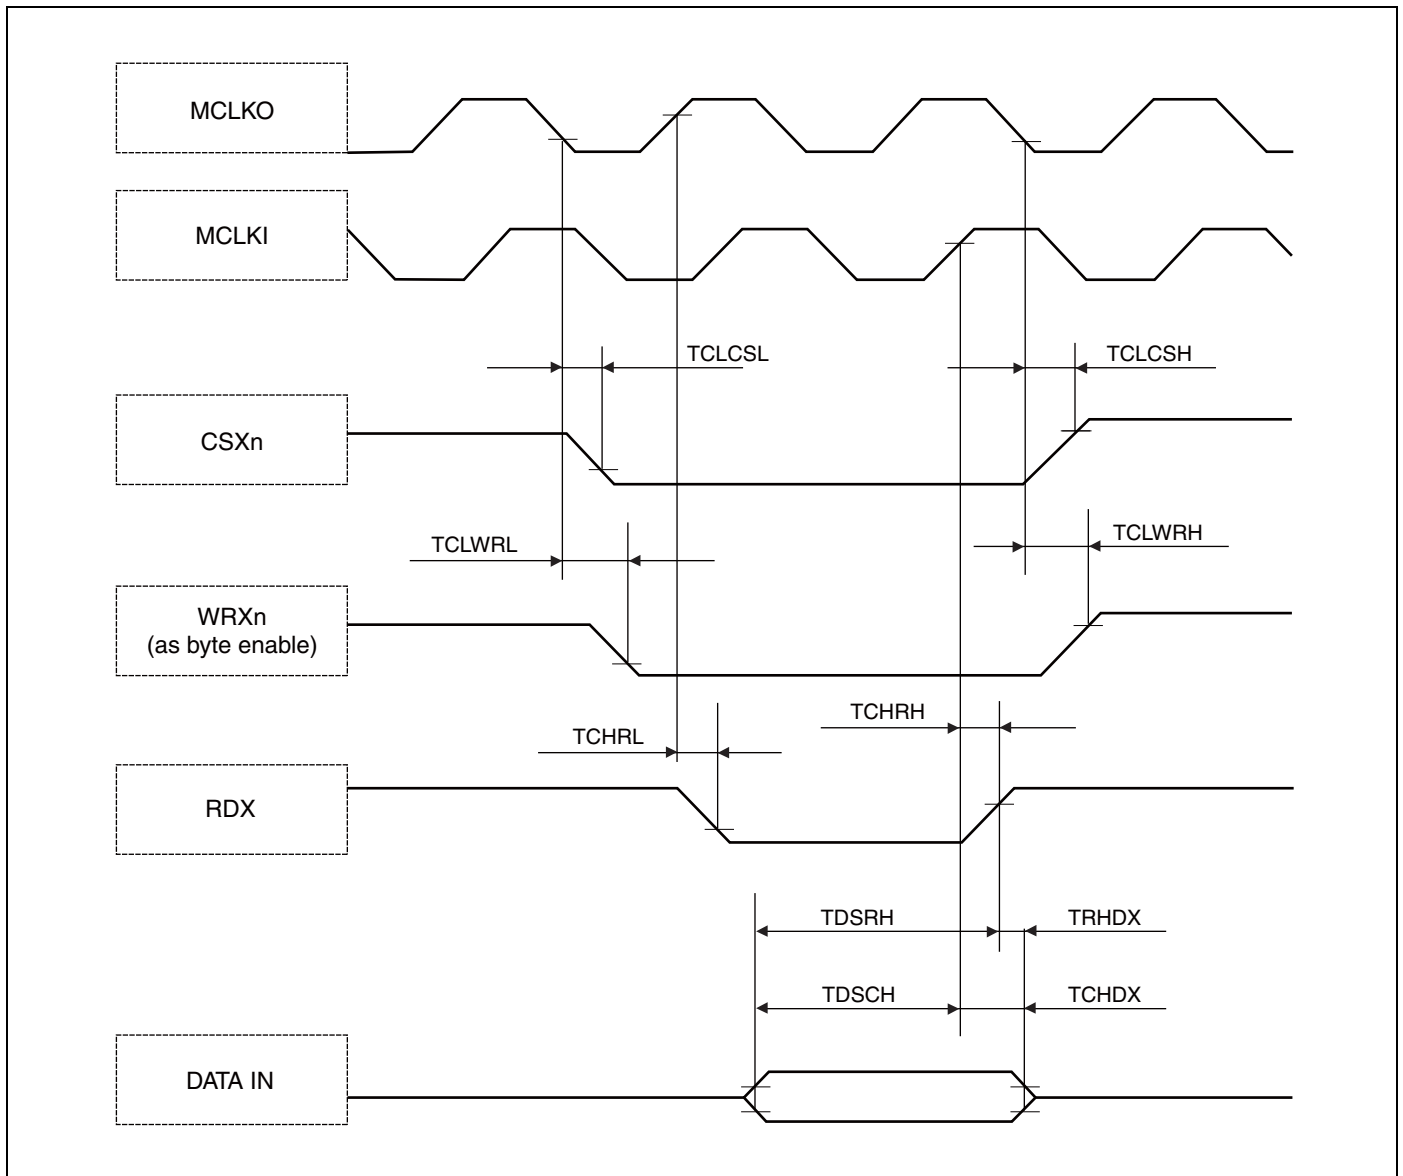 MCLKO
MCLKI
TCLCSL
TCLCSH
CSXn
TCLWRL
TCLWRH
WRXn
(as byte enable)
TCHRH
TCHRL
RDX
TDSRH
TRHDX
TDSCH
TCHDX
DATA IN